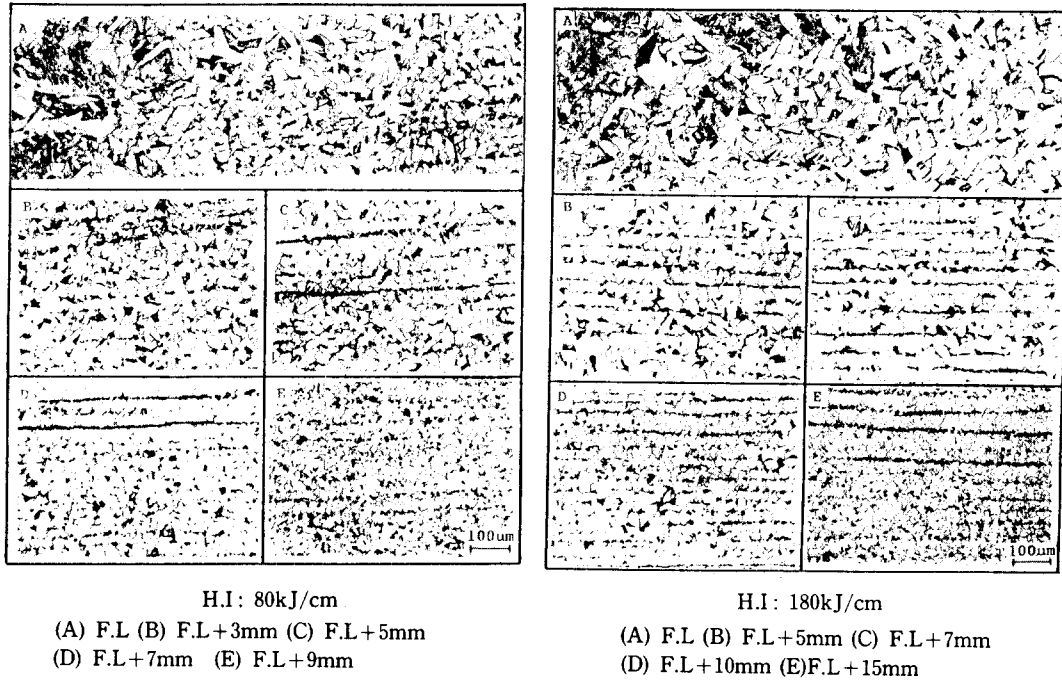 A
B
C
D
E
100um
H.I : 80kJ/cm
(A) F.L (B) F.L+3mm (C) F.L+5mm
(D) F.L+7mm (E) F.L+9mm
A
B
C
D
E
100um
H.I : 180kJ/cm
(A) F.L (B) F.L+5mm (C) F.L+7mm
(D) F.L+10mm (E)F.L+15mm